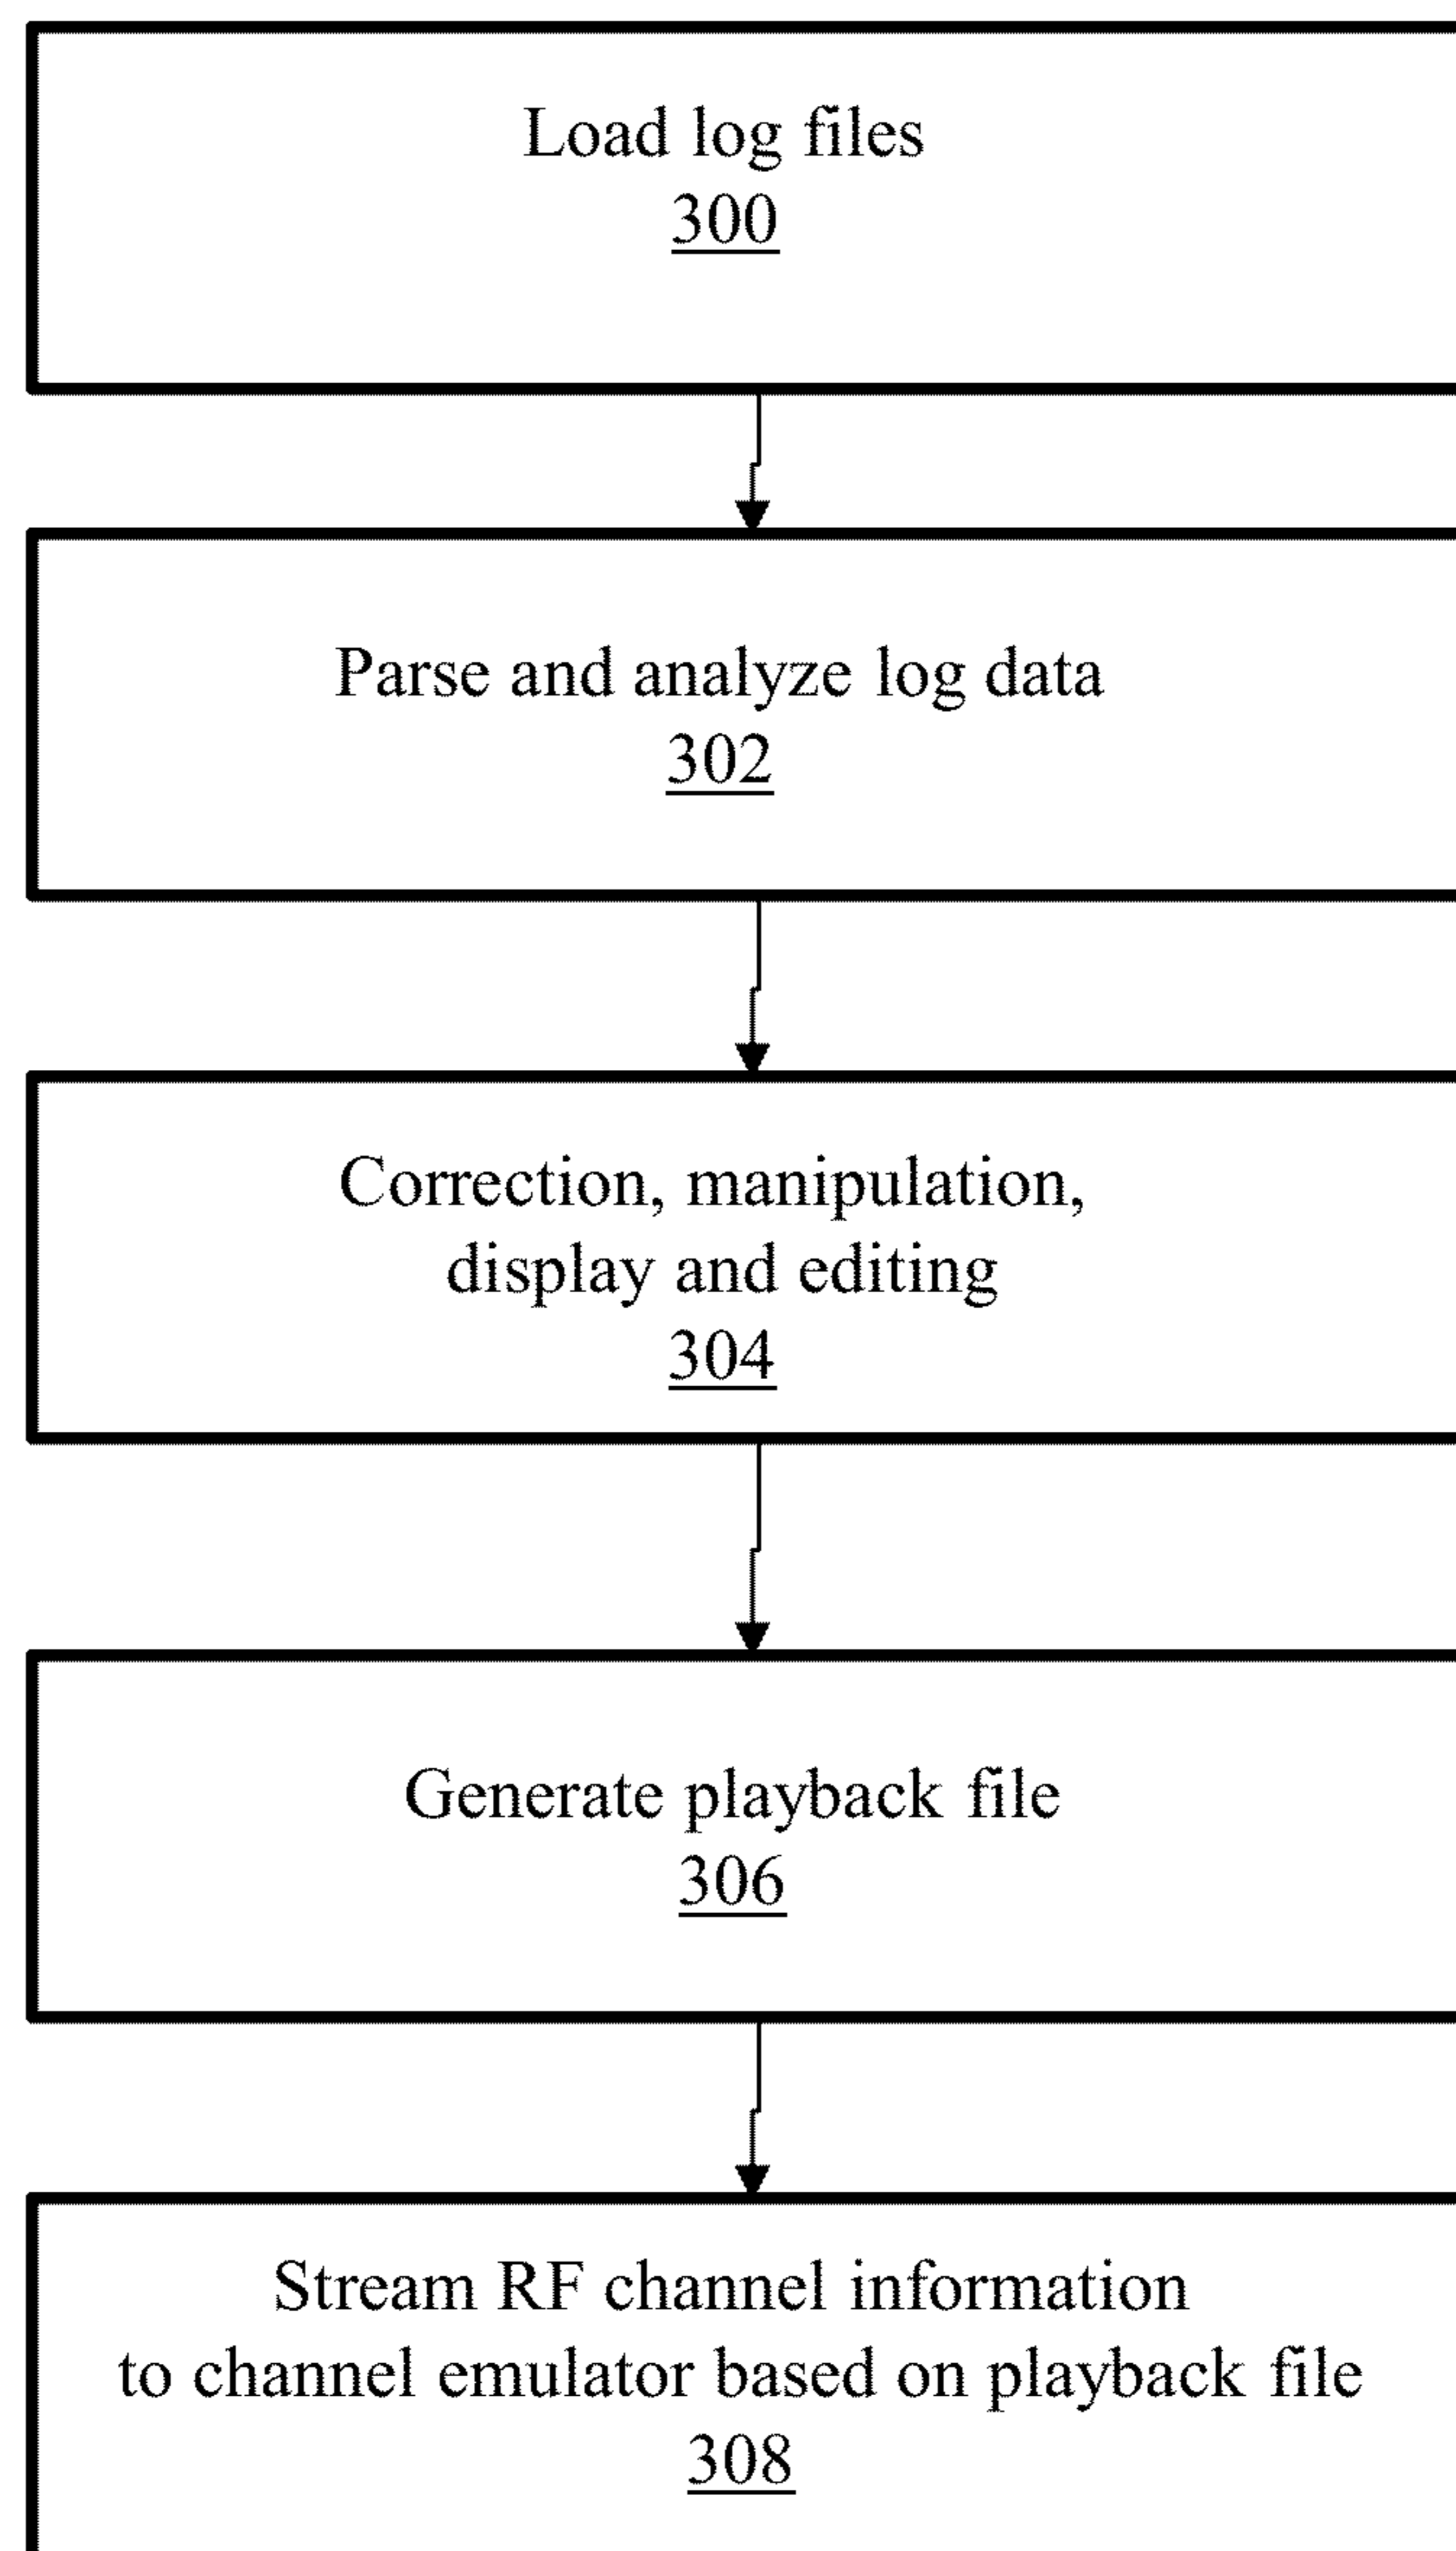 Load log files
300
Parse and analyze log data
302
Correction, manipulation,
display and editing
304
Generate playback file
306
Stream RF channel information
to channel emulator based on playback file
308